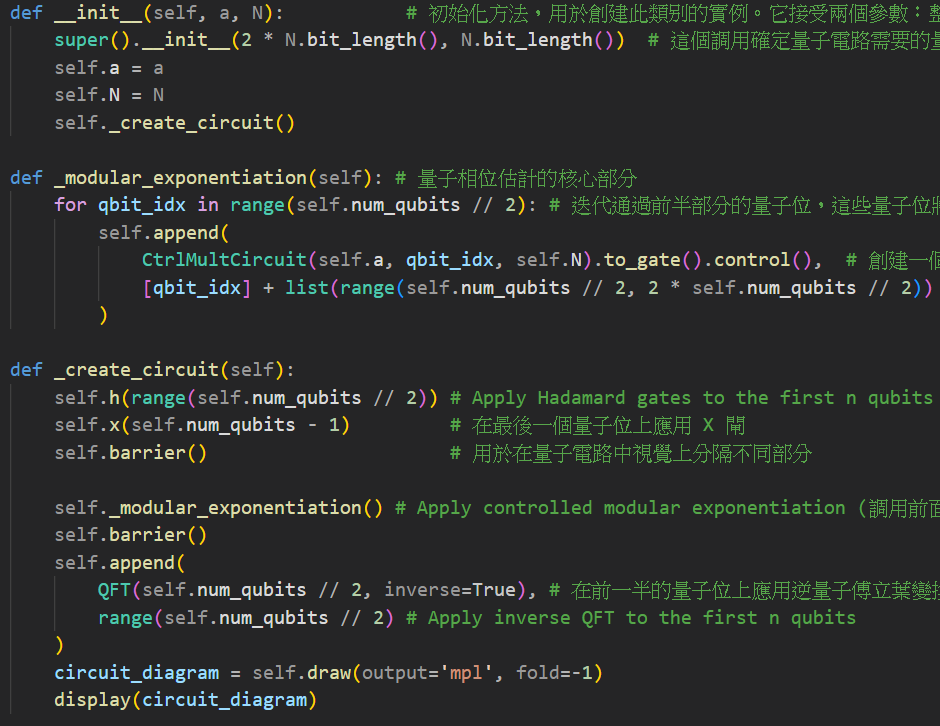 def __init__(self, a, N):           # 初始化方法，用於創建此類別的實例。它接受兩個參數：整
    super().__init__(2 * N.bit_length(), N.bit_length())  # 這個調用確定量子電路需要的量
    self.a = a
    self.N = N
    self._create_circuit()
def _modular_exponentiation(self): # 量子相位估計的核心部分
    for qbit_idx in range(self.num_qubits // 2): # 迭代通過前半部分的量子位，這些量子位將
        self.append(
            CtrlMultCircuit(self.a, qbit_idx, self.N).to_gate().control(),  # 創建一個
            [qbit_idx] + list(range(self.num_qubits // 2, 2 * self.num_qubits // 2))
        )
def _create_circuit(self):
    self.h(range(self.num_qubits // 2)) # Apply Hadamard gates to the first n qubits
    self.x(self.num_qubits - 1)         # 在最後一個量子位上應用 X 閘
    self.barrier()                      # 用於在量子電路中視覺上分隔不同部分
    self._modular_exponentiation() # Apply controlled modular exponentiation (調用前面
    self.barrier()
    self.append(
        QFT(self.num_qubits // 2, inverse=True), # 在前一半的量子位上應用逆量子傅立葉變換
        range(self.num_qubits // 2) # Apply inverse QFT to the first n qubits
    )
    circuit_diagram = self.draw(output='mpl', fold=-1)
    display(circuit_diagram)